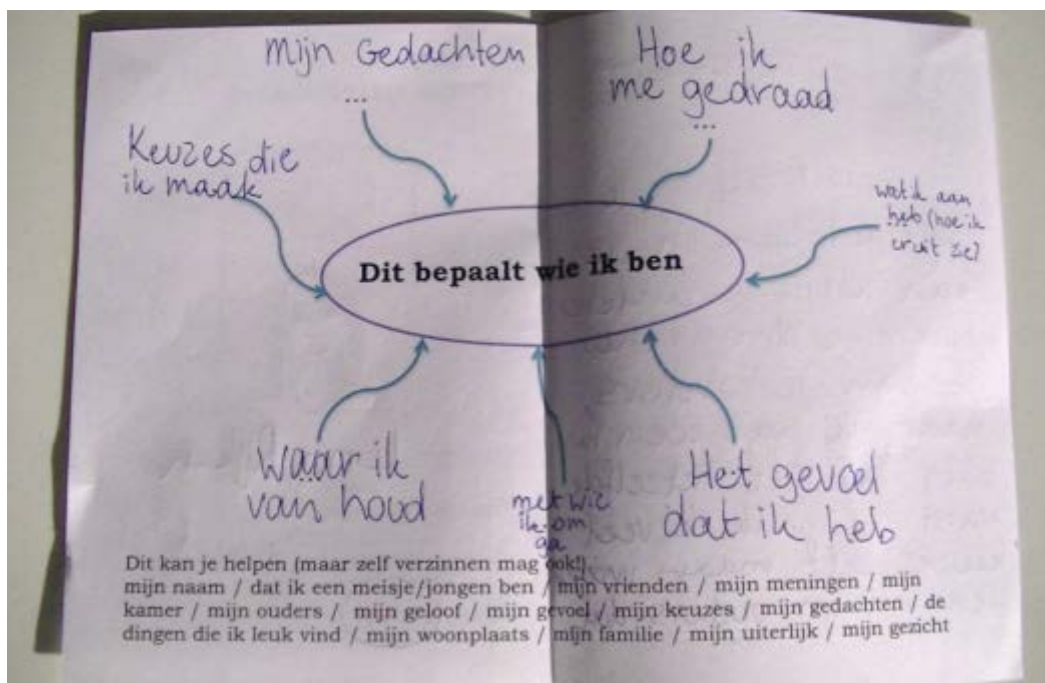 Mijn Gedachten
...
Hoe ik
me gedraad
...
Keuzes die
ik maak
wat ik aan
heb (hoe ik
eruit zie)
Dit bepaalt wie ik ben
Waar ik
van houd
met wie
ik om
ga
Het gevoel
dat ik heb
Dit kan je helpen (maar zelf verzinnen mag ook!)
mijn naam / dat ik een meisje/jongen ben / mijn vrienden / mijn meningen / mijn
kamer / mijn ouders / mijn geloof / mijn gevoel / mijn keuzes / mijn gedachten / de
dingen die ik leuk vind / mijn woonplaats / mijn familie / mijn uiterlijk / mijn gezicht